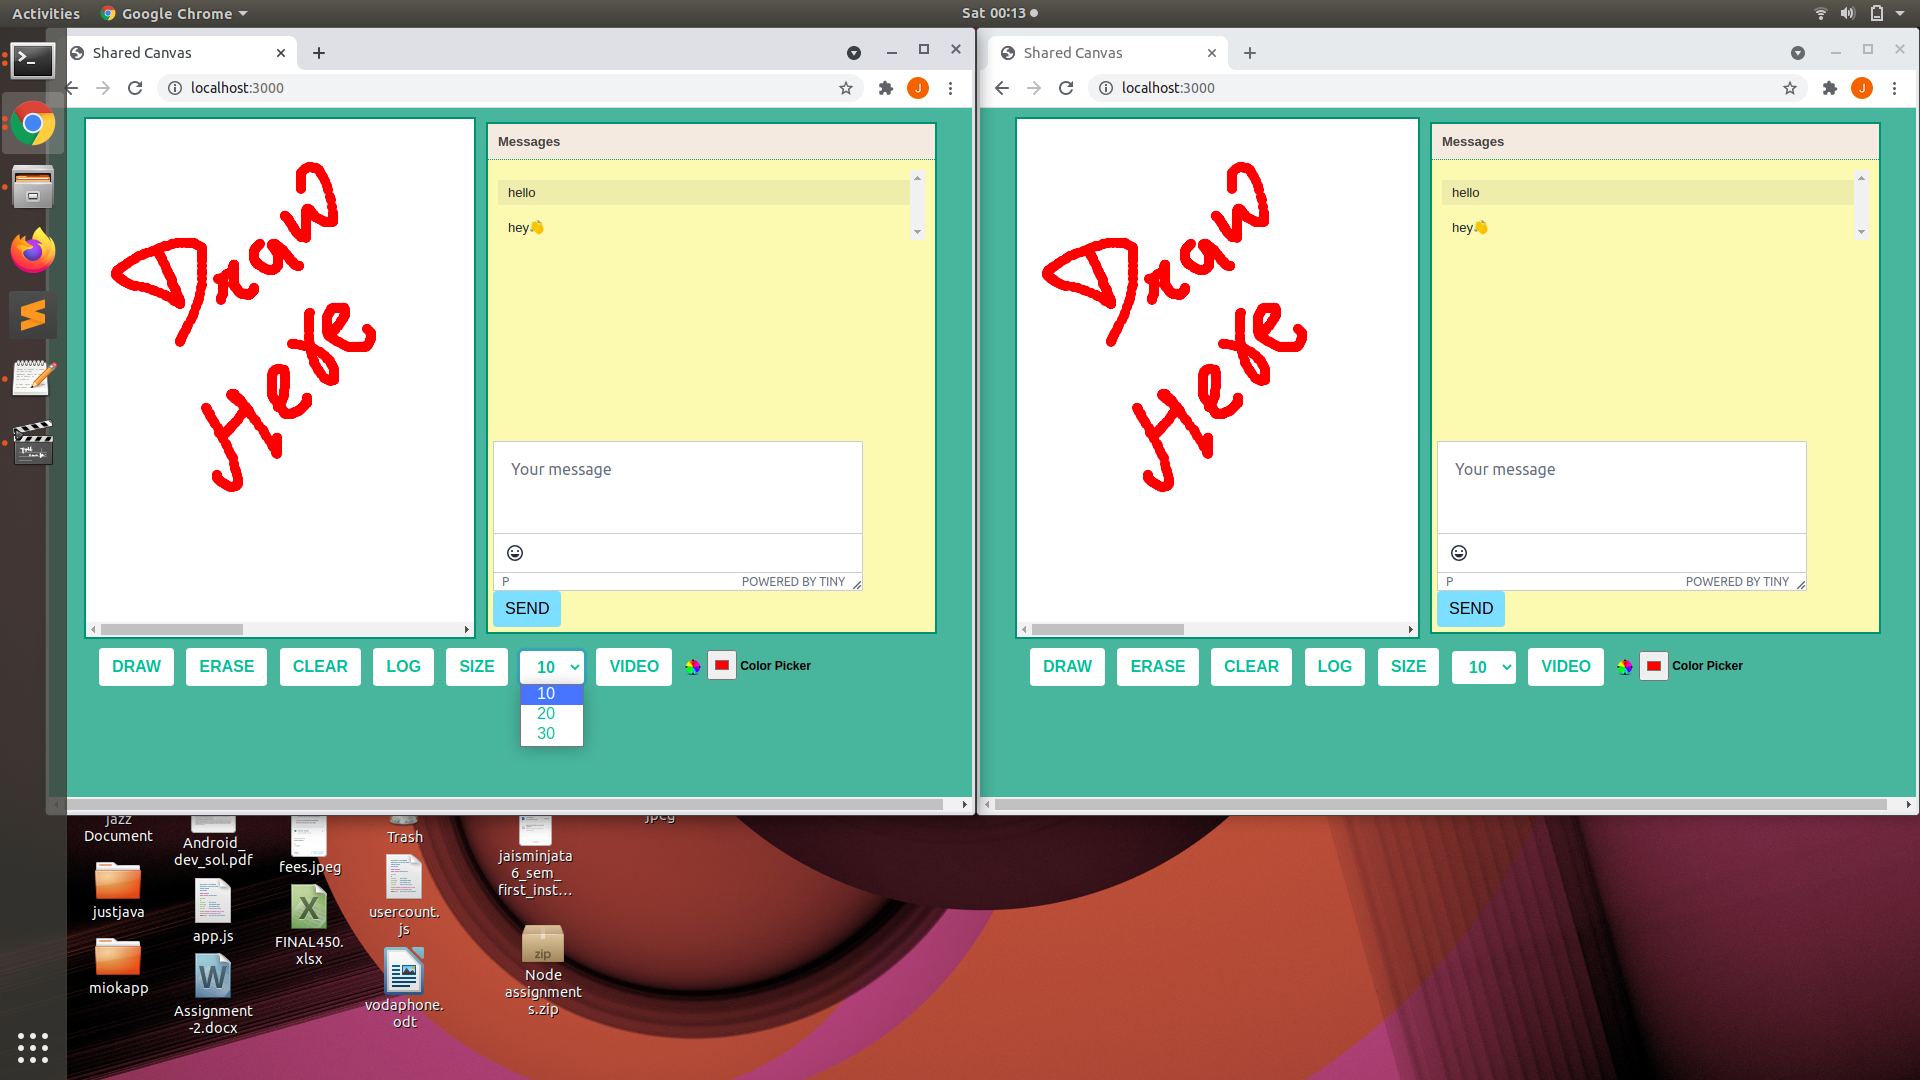 Activities
Google Chrome
Sat 00:13
Shared Canvas
localhost:3000
J
Draw
Here
Messages
hello
hey👏
Your message
P
POWERED BY TINY
SEND
DRAW
ERASE
CLEAR
LOG
SIZE
10
VIDEO
Color Picker
10
20
30
Shared Canvas
localhost:3000
J
Draw
Here
Messages
hello
hey👏
Your message
P
POWERED BY TINY
SEND
DRAW
ERASE
CLEAR
LOG
SIZE
10
VIDEO
Color Picker
jazz
Document
justjava
miokapp
Android_
dev_sol.pdf
app.js
Assignment
-2.docx
fees.jpeg
FINAL450.
xlsx
Trash
usercount.
js
vodaphone.
odt
jaisminjata
6_sem_
first_inst...
zip
Node
assignment
s.zip
jpeg